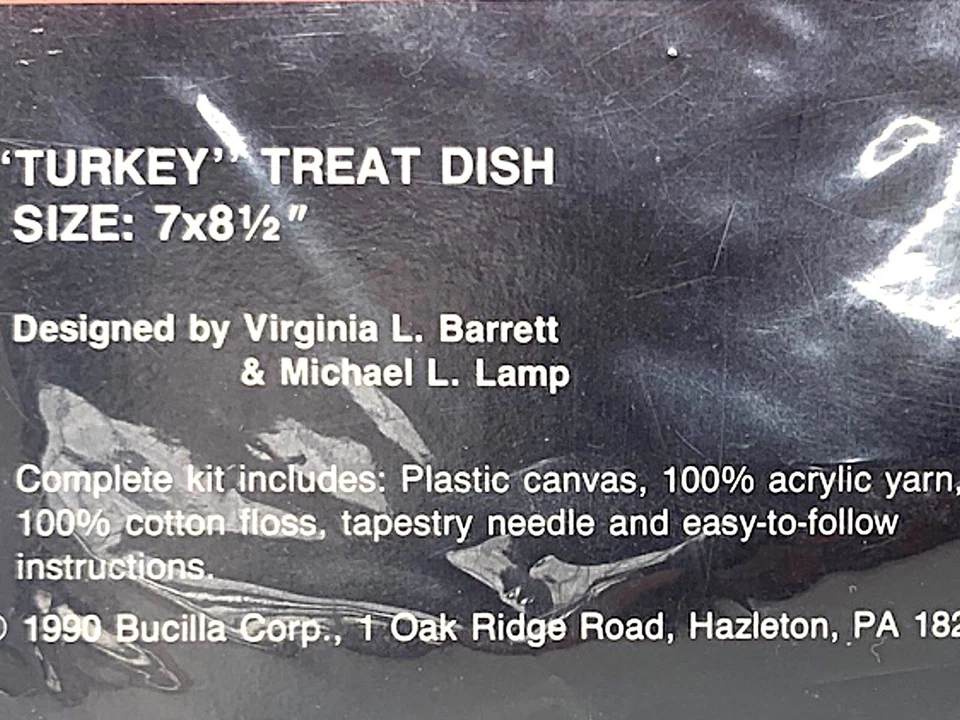 ‘TURKEY’’ TREAT DISH
SIZE: 7x8½"
Designed by Virginia L. Barrett
& Michael L. Lamp
Complete kit includes: Plastic canvas, 100% acrylic yarn,
100% cotton floss, tapestry needle and easy-to-follow
instructions.
© 1990 Bucilla Corp., 1 Oak Ridge Road, Hazleton, PA 182